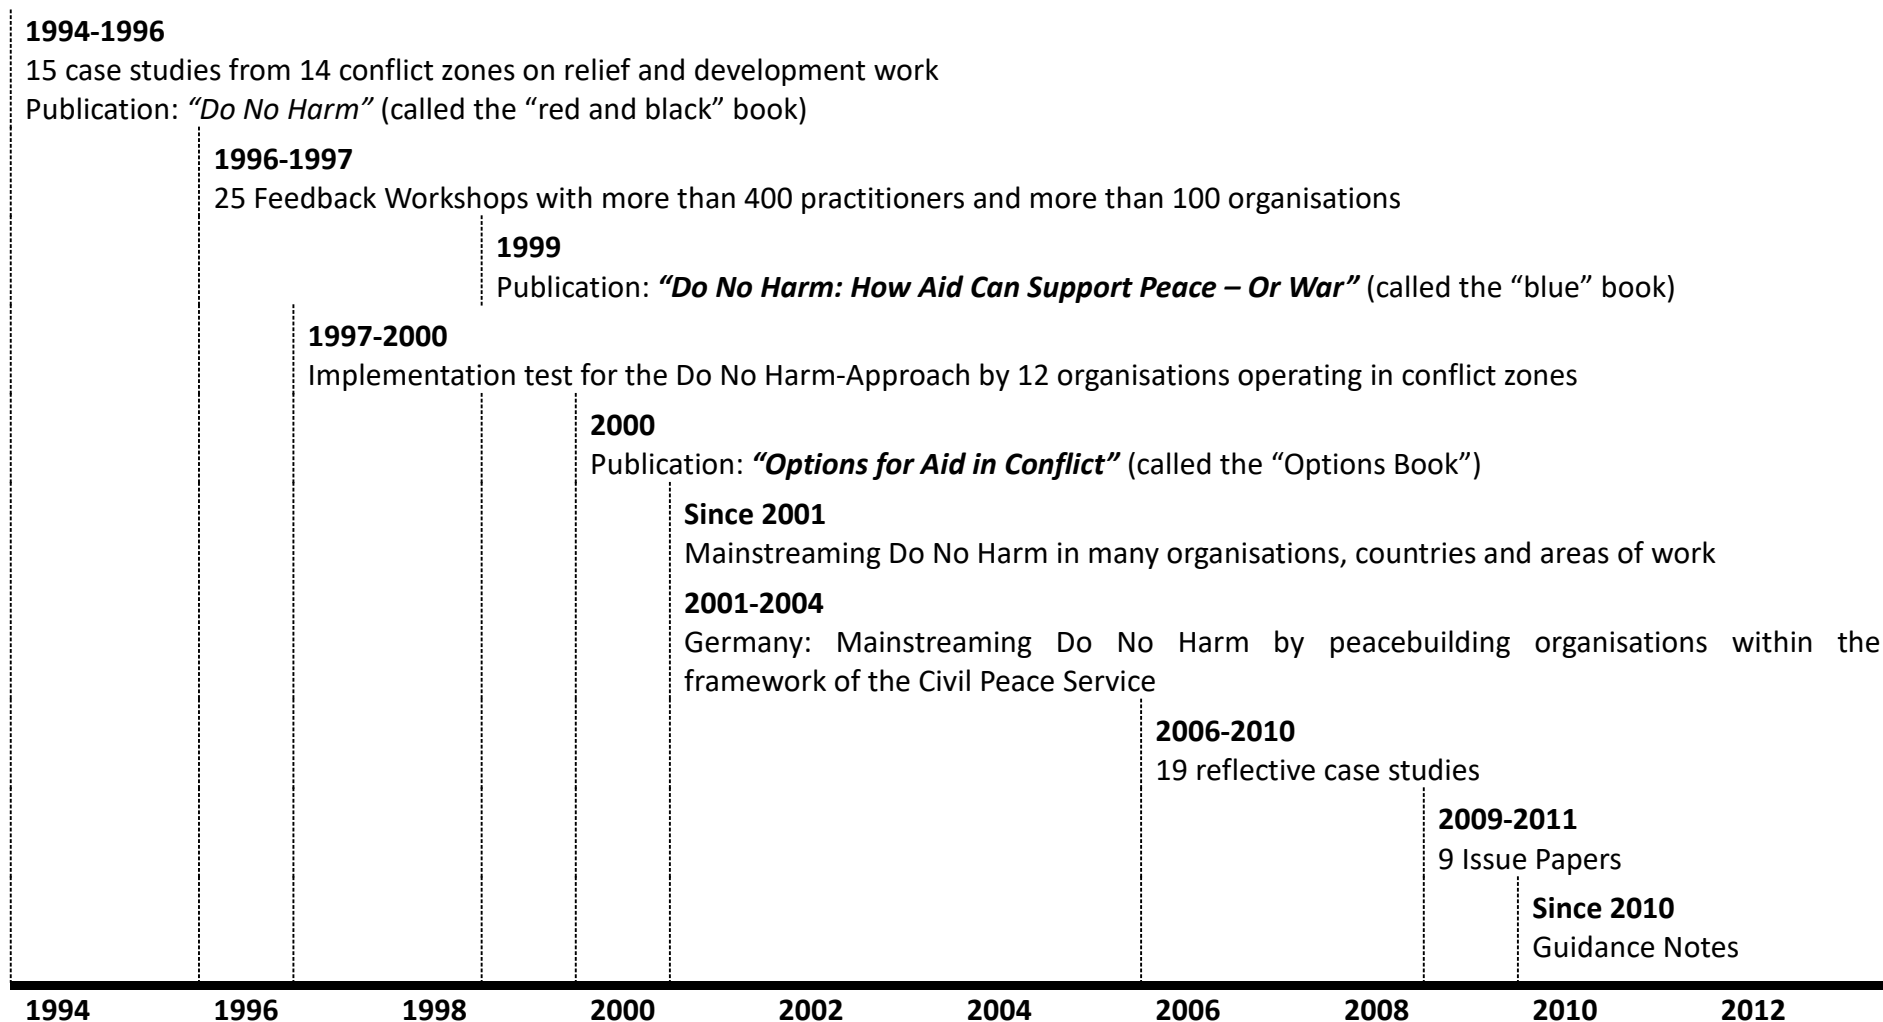 1994-1996
15 case studies from 14 conflict zones on relief and development work
Publication: “Do No Harm” (called the “red and black” book)
1996-1997
25 Feedback Workshops with more than 400 practitioners and more than 100 organisations
1999
Publication: “Do No Harm: How Aid Can Support Peace – Or War” (called the “blue” book)
1997-2000
Implementation test for the Do No Harm-Approach by 12 organisations operating in conflict zones
2000
Publication: “Options for Aid in Conflict” (called the “Options Book”)
Since 2001
Mainstreaming Do No Harm in many organisations, countries and areas of work
2001-2004
Germany: Mainstreaming Do No Harm by peacebuilding organisations within the
framework of the Civil Peace Service
2006-2010
19 reflective case studies
2009-2011
9 Issue Papers
Since 2010
Guidance Notes
1994 1996 1998 2000 2002 2004 2006 2008 2010 2012